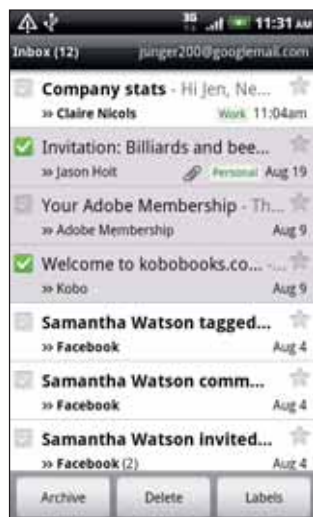 3G 11:31 AM
Inbox (12) jsinger200@googlemail.com
Company stats - Hi Jen, Ne...
» Claire Nicols Work 11:04am
Invitation: Billiards and bee...
» Jason Holt Personal Aug 19
Your Adobe Membership - Th...
» Adobe Membership Aug 9
Welcome to kobobooks.co... -...
» Kobo Aug 9
Samantha Watson tagged...
» Facebook Aug 4
Samantha Watson comm...
» Facebook Aug 4
Samantha Watson invited...
» Facebook (2) Aug 4
Archive Delete Labels